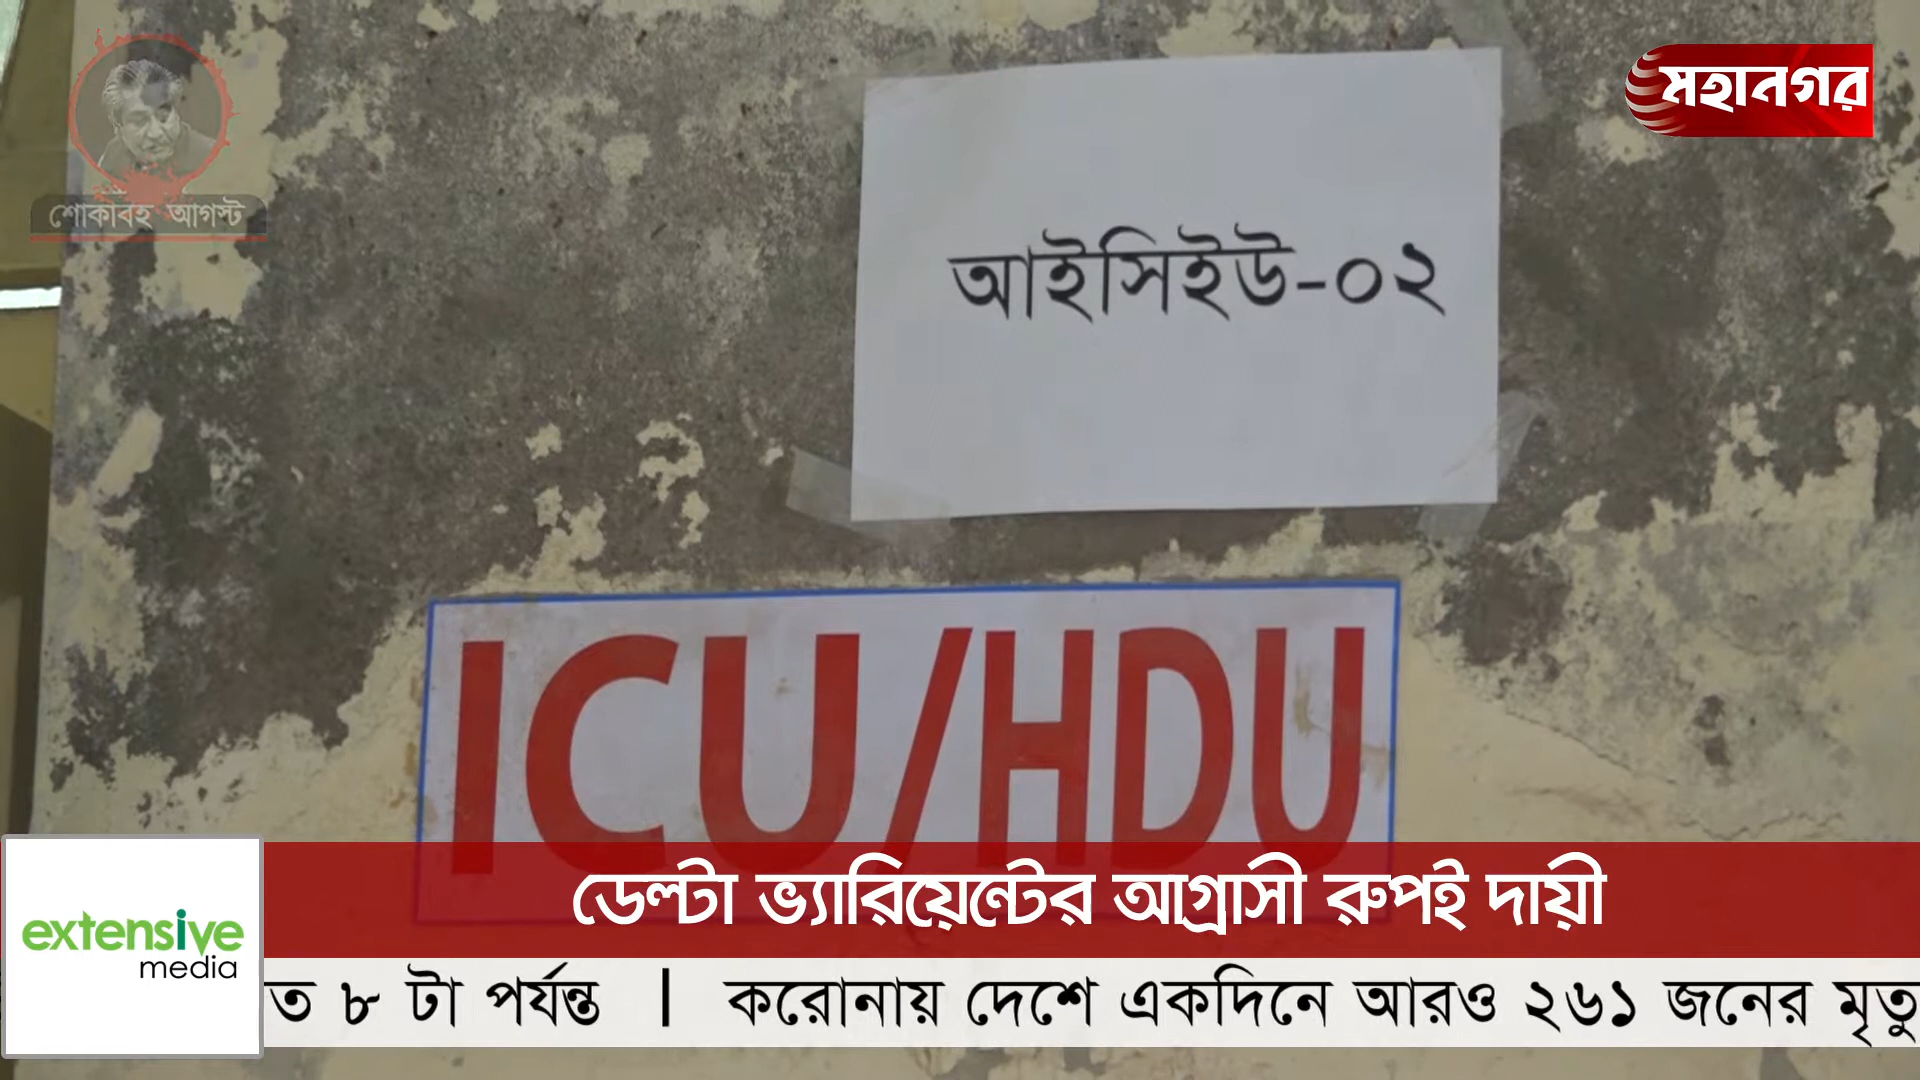 মহানগর
শোকাবহ আগস্ট
আইসিইউ-০২
ICU/HDU
ডেল্টা ভ্যারিয়েন্টের আগ্রাসী রুপই দায়ী
extensive
media
ত ৮ টা পর্যন্ত | করোনায় দেশে একদিনে আরও ২৬১ জনের মৃতু